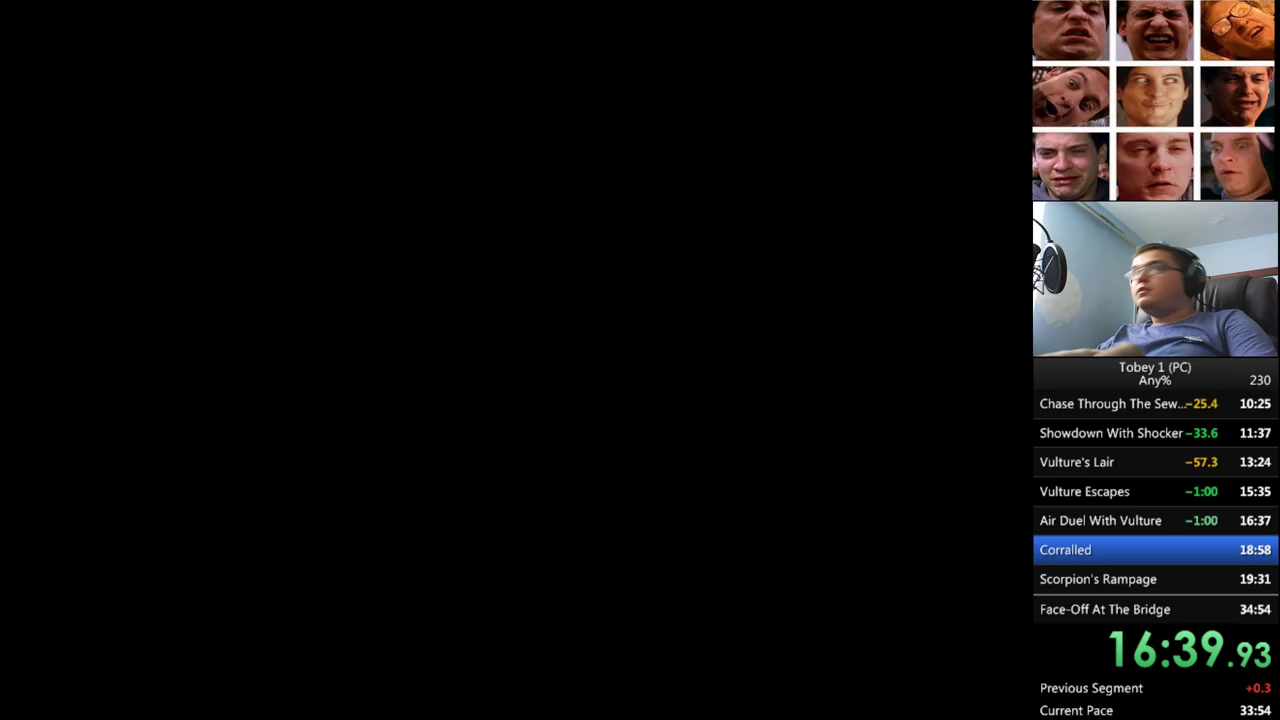 Tobey 1 (PC)
Any% 230
Chase Through The Sew... −25.4 10:25
Showdown With Shocker −33.6 11:37
Vulture's Lair −57.3 13:24
Vulture Escapes −1:00 15:35
Air Duel With Vulture −1:00 16:37
Corralled 18:58
Scorpion's Rampage 19:31
Face-Off At The Bridge 34:54
16:39.93
Previous Segment +0.3
Current Pace 33:54